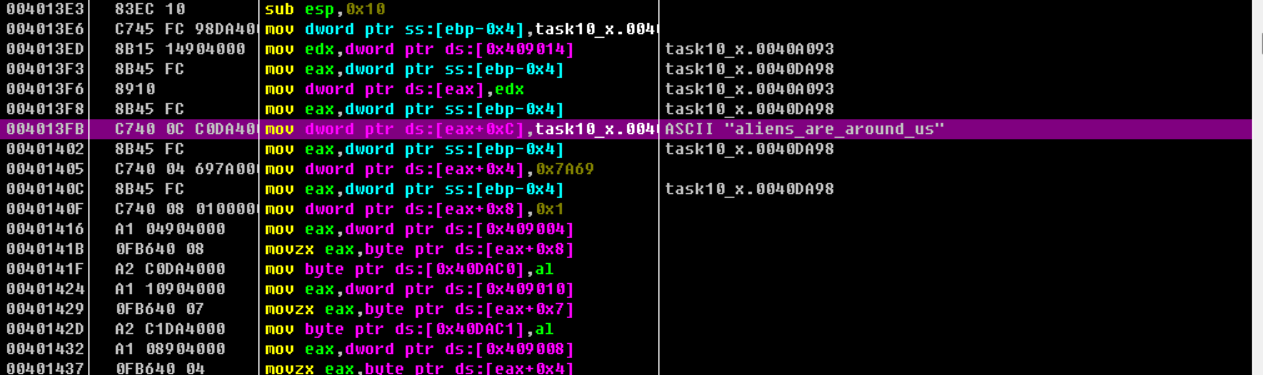 004013E3 83EC 10 sub esp,0x10
004013E6 C745 FC 98DA40 mov dword ptr ss:[ebp-0x4],task10_x.0040
004013ED 8B15 14904000 mov edx,dword ptr ds:[0x409014] task10_x.0040A093
004013F3 8B45 FC mov eax,dword ptr ss:[ebp-0x4] task10_x.0040DA98
004013F6 8910 mov dword ptr ds:[eax],edx task10_x.0040A093
004013F8 8B45 FC mov eax,dword ptr ss:[ebp-0x4] task10_x.0040DA98
004013FB C740 0C C0DA40 mov dword ptr ds:[eax+0xC],task10_x.004 ASCII "aliens_are_around_us"
00401402 8B45 FC mov eax,dword ptr ss:[ebp-0x4] task10_x.0040DA98
00401405 C740 04 697A00 mov dword ptr ds:[eax+0x4],0x7A69
0040140C 8B45 FC mov eax,dword ptr ss:[ebp-0x4] task10_x.0040DA98
0040140F C740 08 010000 mov dword ptr ds:[eax+0x8],0x1
00401416 A1 04904000 mov eax,dword ptr ds:[0x409004]
0040141B 0FB640 08 movzx eax,byte ptr ds:[eax+0x8]
0040141F A2 C0DA4000 mov byte ptr ds:[0x40DAC0],al
00401424 A1 10904000 mov eax,dword ptr ds:[0x409010]
00401429 0FB640 07 movzx eax,byte ptr ds:[eax+0x7]
0040142D A2 C1DA4000 mov byte ptr ds:[0x40DAC1],al
00401432 A1 08904000 mov eax,dword ptr ds:[0x409008]
00401437 0FB640 04 movzx eax,byte ptr ds:[eax+0x4]